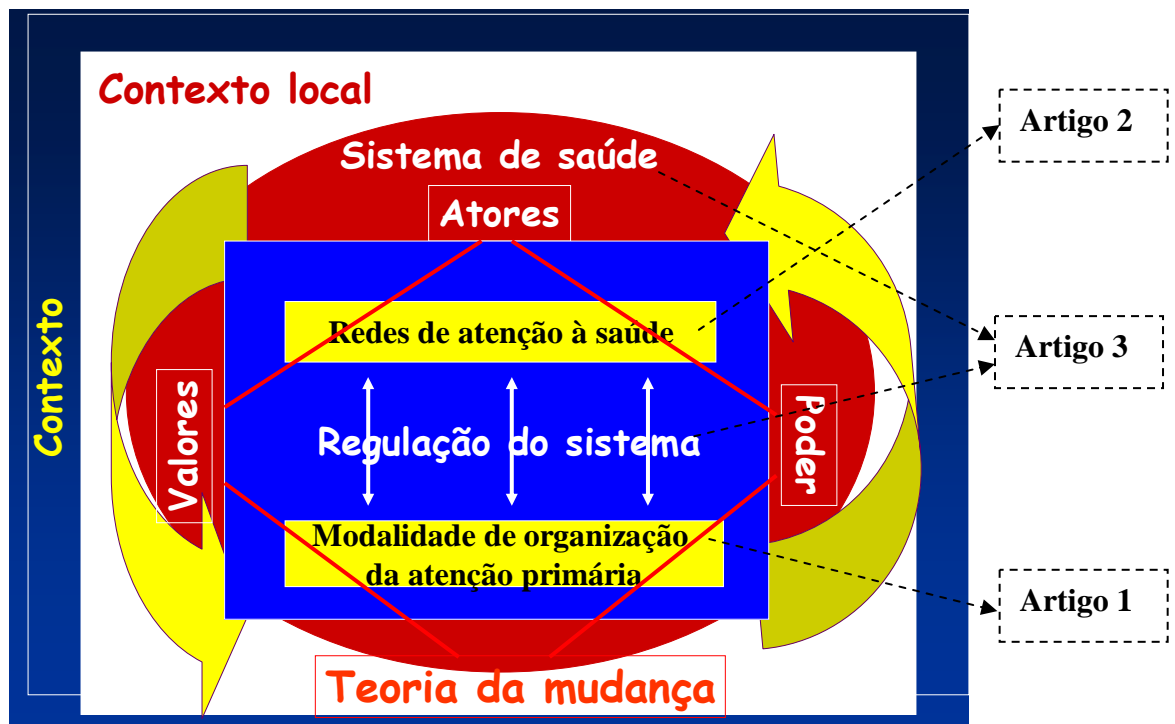 Contexto local
Artigo 2
Sistema de saúde
Atores
Redes de atenção à saúde
Artigo 3
Contexto
Valores
Regulação do sistema
Poder
Modalidade de organização
da atenção primária
Artigo 1
Teoria da mudança